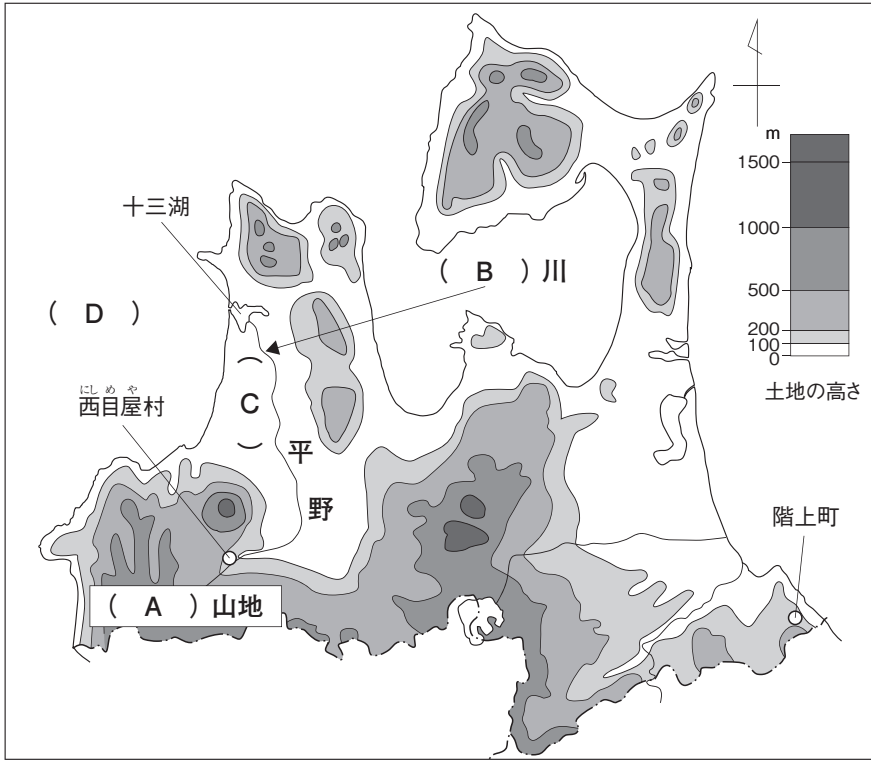 m
1500
1000
500
200
100
0
土地の高さ
十三湖
( B )川
( D )
にしめや
西目屋村
( C )
平野
階上町
( A )山地